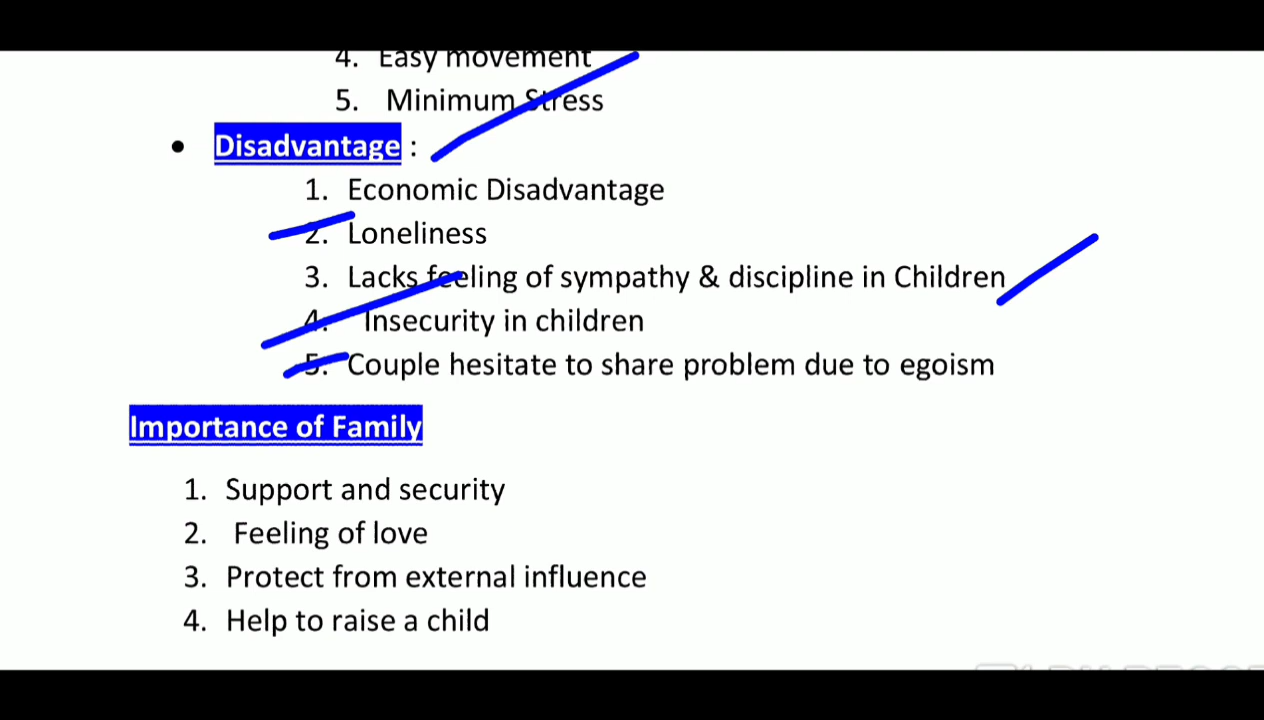 4. Easy movement
5. Minimum Stress
• Disadvantage :
1. Economic Disadvantage
2. Loneliness
3. Lacks feeling of sympathy & discipline in Children
4. Insecurity in children
5. Couple hesitate to share problem due to egoism
Importance of Family
1. Support and security
2. Feeling of love
3. Protect from external influence
4. Help to raise a child